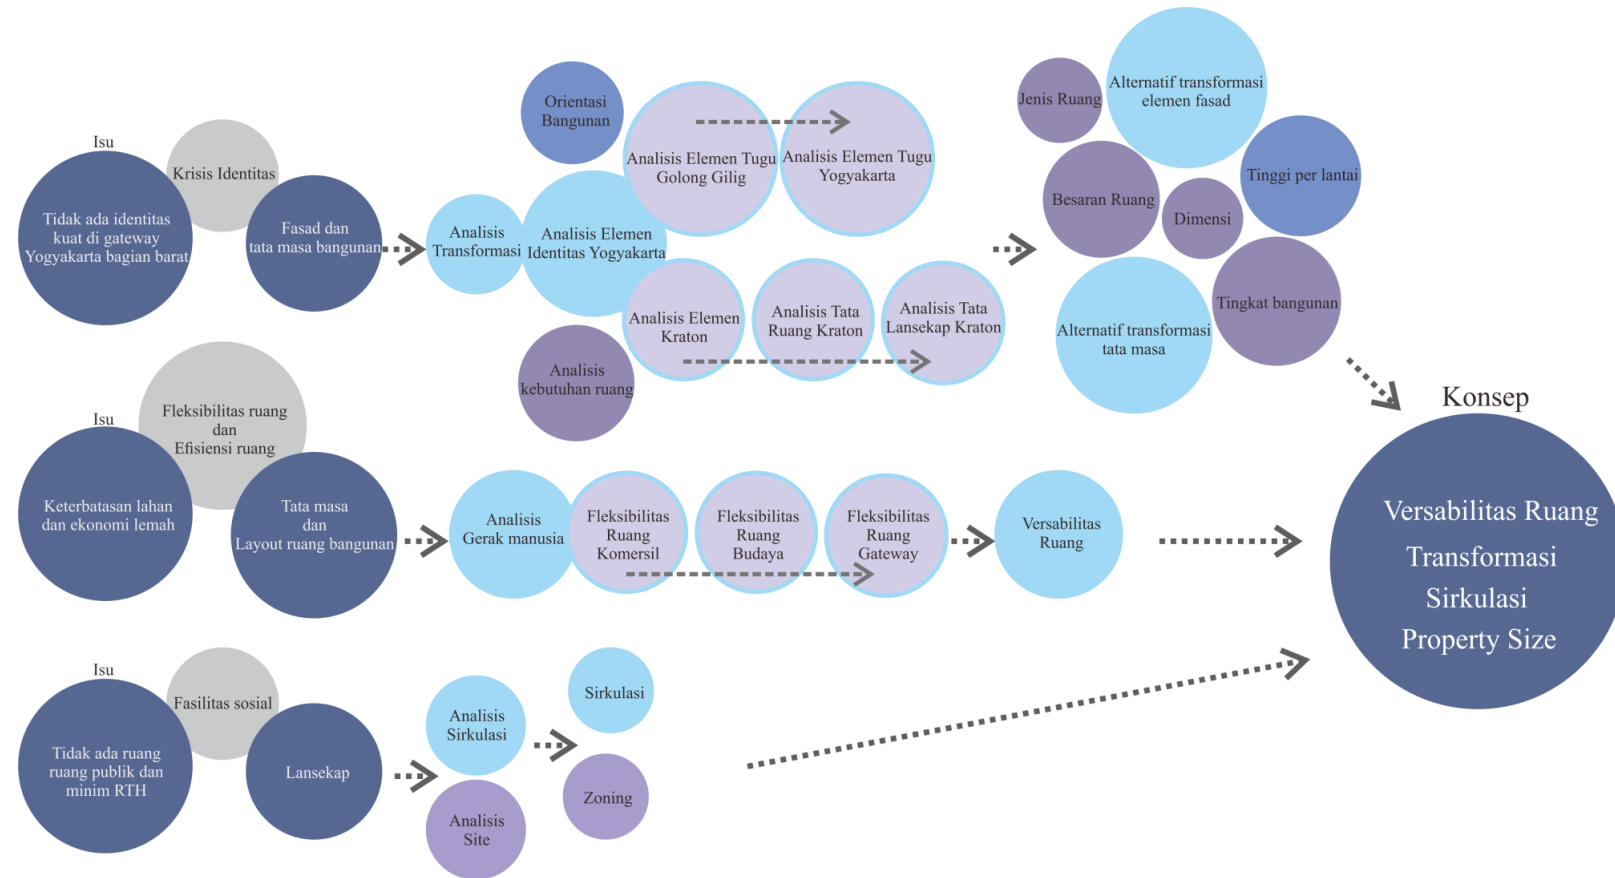 Isu
Krisis Identitas
Tidak ada identitas
kuat di gateway
Yogyakarta bagian barat
Fasad dan
tata masa bangunan
Analisis
Transformasi
Orientasi
Bangunan
Analisis Elemen
Identitas Yogyakarta
Analisis
kebutuhan ruang
Analisis Elemen Tugu
Golong Gilig
Analisis Elemen Tugu
Yogyakarta
Analisis Elemen
Kraton
Analisis Tata
Ruang Kraton
Analisis Tata
Lansekap Kraton
Jenis Ruang
Alternatif transformasi
elemen fasad
Besaran Ruang
Dimensi
Tinggi per lantai
Tingkat bangunan
Alternatif transformasi
tata masa
Isu
Fleksibilitas ruang
dan
Efisiensi ruang
Keterbatasan lahan
dan ekonomi lemah
Tata masa
dan
Layout ruang bangunan
Analisis
Gerak manusia
Fleksibilitas
Ruang
Komersil
Fleksibilitas
Ruang
Budaya
Fleksibilitas
Ruang
Gateway
Versabilitas
Ruang
Isu
Fasilitas sosial
Tidak ada ruang
ruang publik dan
minim RTH
Lansekap
Analisis
Sirkulasi
Analisis
Site
Sirkulasi
Zoning
Konsep
Versabilitas Ruang
Transformasi
Sirkulasi
Property Size